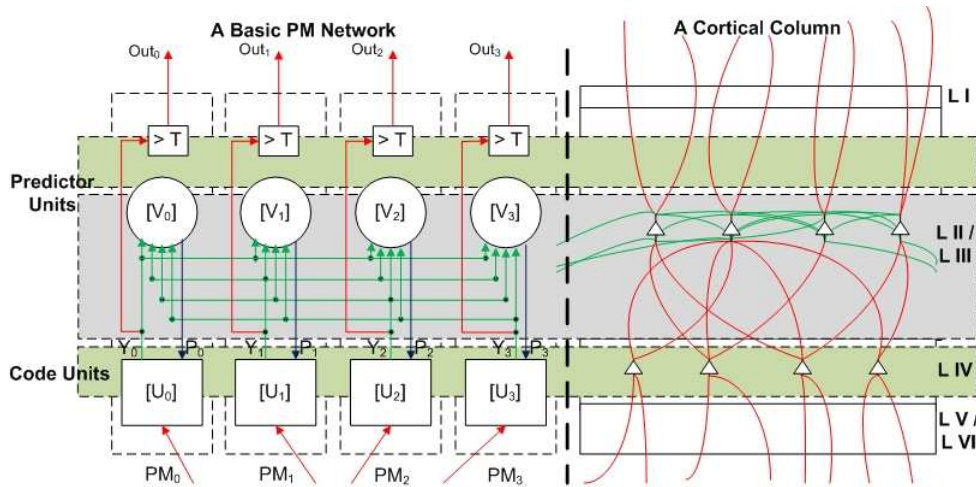 A Basic PM Network
A Cortical Column
Out0 Out1 Out2 Out3
L I
> T > T > T > T
Predictor
Units
[V0] [V1] [V2] [V3]
L II /
L III
Y0 P0 Y1 P1 Y2 P2 Y3 P3
Code Units
[U0] [U1] [U2] [U3]
L IV
L V /
L VI
PM0 PM1 PM2 PM3